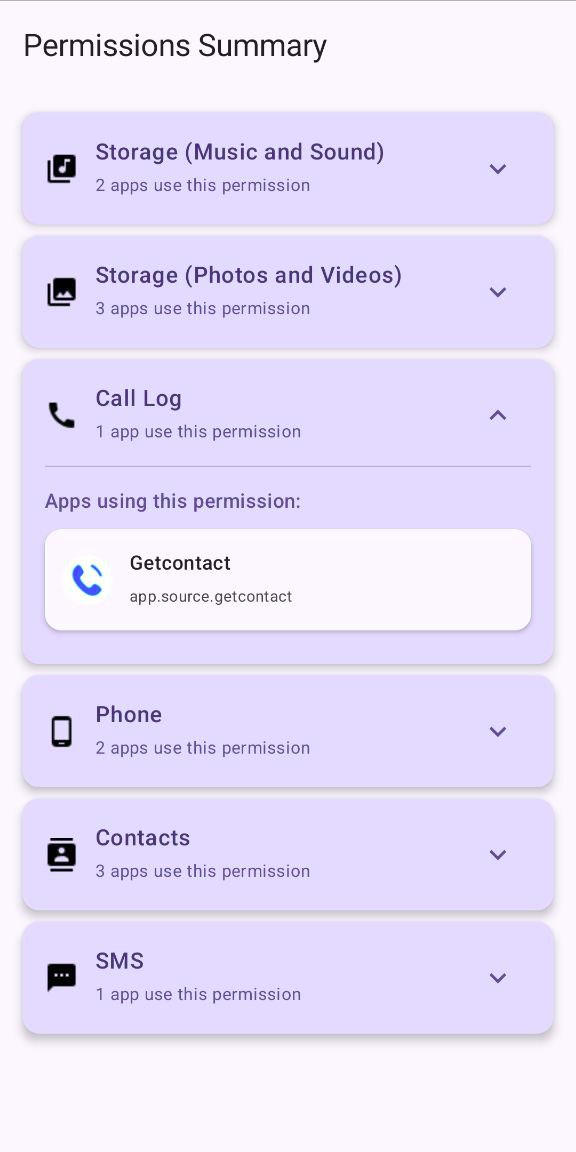 Permissions Summary
Storage (Music and Sound)
2 apps use this permission
Storage (Photos and Videos)
3 apps use this permission
Call Log
1 app use this permission
Apps using this permission:
Getcontact
app.source.getcontact
Phone
2 apps use this permission
Contacts
3 apps use this permission
SMS
1 app use this permission